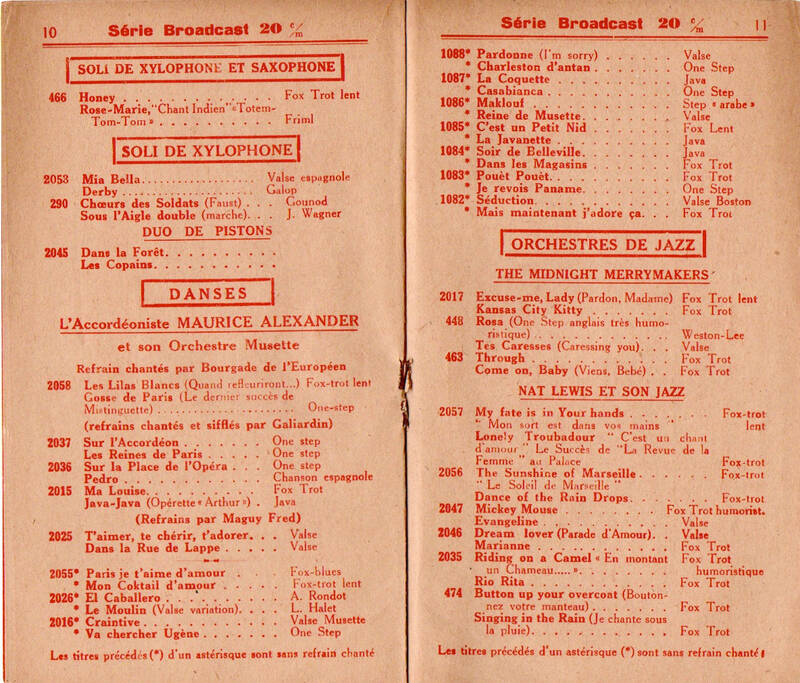 10 Série Broadcast 20 c/m
SOLI DE XYLOPHONE ET SAXOPHONE
466 Honey . . . . . . . . . . . . Fox Trot lent
Rose-Marie, "Chant Indien" « Totem-
Tom-Tom » . . . . . . . . . . Friml
SOLI DE XYLOPHONE
2053 Mia Bella . . . . . . . . . . . . Valse espagnole
Derby . . . . . . . . . . . . Galop
290 Chœurs des Soldats (Faust) . . . Gounod
Sous l'Aigle double (marche). . . J. Wagner
DUO DE PISTONS
2045 Dans la Forêt. . . . . . . . . .
Les Copains. . . . . . . . . . .
DANSES
L'Accordéoniste MAURICE ALEXANDER
et son Orchestre Musette
Refrain chantés par Bourgade de l'Européen
2058 Les Lilas Blancs (Quand refleuriront...) Fox-trot lent
Gosse de Paris (Le dernier succès de
Mistinguette) . . . . . . . . . . . . One-step
(refrains chantés et sifflés par Galiardin)
2037 Sur l'Accordéon . . . . . . . One step
Les Reines de Paris . . . . . One step
2036 Sur la Place de l'Opéra . . . One step
Pedro . . . . . . . . . . . . Chanson espagnole
2015 Ma Louise. . . . . . . . . . Fox Trot
Java-Java (Opérette « Arthur ») . Java
(Refrains par Maguy Fred)
2025 T'aimer, te chérir, t'adorer. . . Valse
Dans la Rue de Lappe . . . . . Valse
2055* Paris je t'aime d'amour . Fox-blues
* Mon Coktail d'amour . . . . . Fox-trot lent
2026* El Caballero . . . . . . . . . A. Rondot
* Le Moulin (Valse variation). . . . L. Halet
2016* Craintive . . . . . . . . . . . Valse Musette
* Va chercher Ugène . . . . . . . One Step
Les titres précédés (*) d'un astérisque sont sans refrain chanté
Série Broadcast 20 c/m 11
1088* Pardonne (I'm sorry) . . . . . . Valse
* Charleston d'antan . . . . . . . One Step
1087* La Coquette . . . . . . . . . . Java
* Casabianca . . . . . . . . . . . One Step
1086* Maklouf . . . . . . . . . . . . Step « arabe »
* Reine de Musette. . . . . . . . Valse
1085* C'est un Petit Nid . . . . . . . Fox Lent
* La Javanette . . . . . . . . . . Java
1084* Soir de Belleville. . . . . . . . Java
* Dans les Magasins . . . . . . . Fox Trot
1083* Pouèt Pouèt. . . . . . . . . . . Fox Trot
* Je revois Paname. . . . . . . . One Step
1082* Séduction. . . . . . . . . . . . Valse Boston
* Mais maintenant j'adore ça. . . Fox Trot
ORCHESTRES DE JAZZ
THE MIDNIGHT MERRYMAKERS
2017 Excuse-me, Lady (Pardon, Madame) Fox Trot lent
Kansas City Kitty . . . . . . . Fox Trot
448 Rosa (One Step anglais très humo-
ristique) . . . . . . . . . . . Weston-Lee
Tes Caresses (Caressing you). . . Valse
463 Through . . . . . . . . . . . Fox Trot
Come on, Baby (Viens, Bébé) . . Fox Trot
NAT LEWIS ET SON JAZZ
2057 My fate is in Your hands . . . . . . . Fox-trot
" Mon sort est dans vos mains " lent
Lonely Troubadour " C'est un chant
d'amour " Le Succès de "La Revue de la
Femme " au Palace Fox-trot
2056 The Sunshine of Marseille . . . . . . Fox-trot
" Le Soleil de Marseille "
Dance of the Rain Drops. . . . . . . Fox-trot
2047 Mickey Mouse . . . . . . . . Fox Trot humorist.
Evangeline . . . . . . . . . . . Valse
2046 Dream lover (Parade d'Amour). . Valse
Marianne . . . . . . . . . . . . Fox Trot
2035 Riding on a Camel « En montant Fox Trot
un Chameau..... ». . . . . . . . humoristique
Rio Rita . . . . . . . . . . . . Fox Trot
474 Button up your overcoat (Bouton-
nez votre manteau) . . . . . . . Fox Trot
Singing in the Rain (Je chante sous
la pluie). . . . . . . . . . . . Fox Trot
Les titres précédés d'un astérisque (*) sont sans refrain chanté